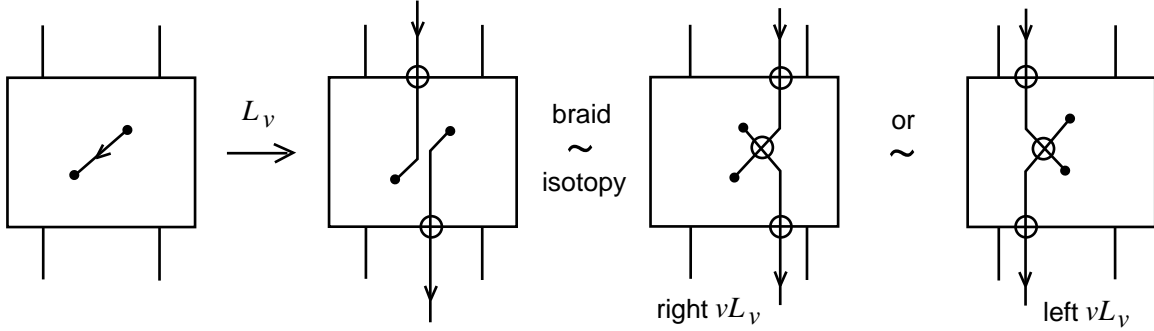 L_v
braid
~
isotopy
or
~
right vL_v
left vL_v